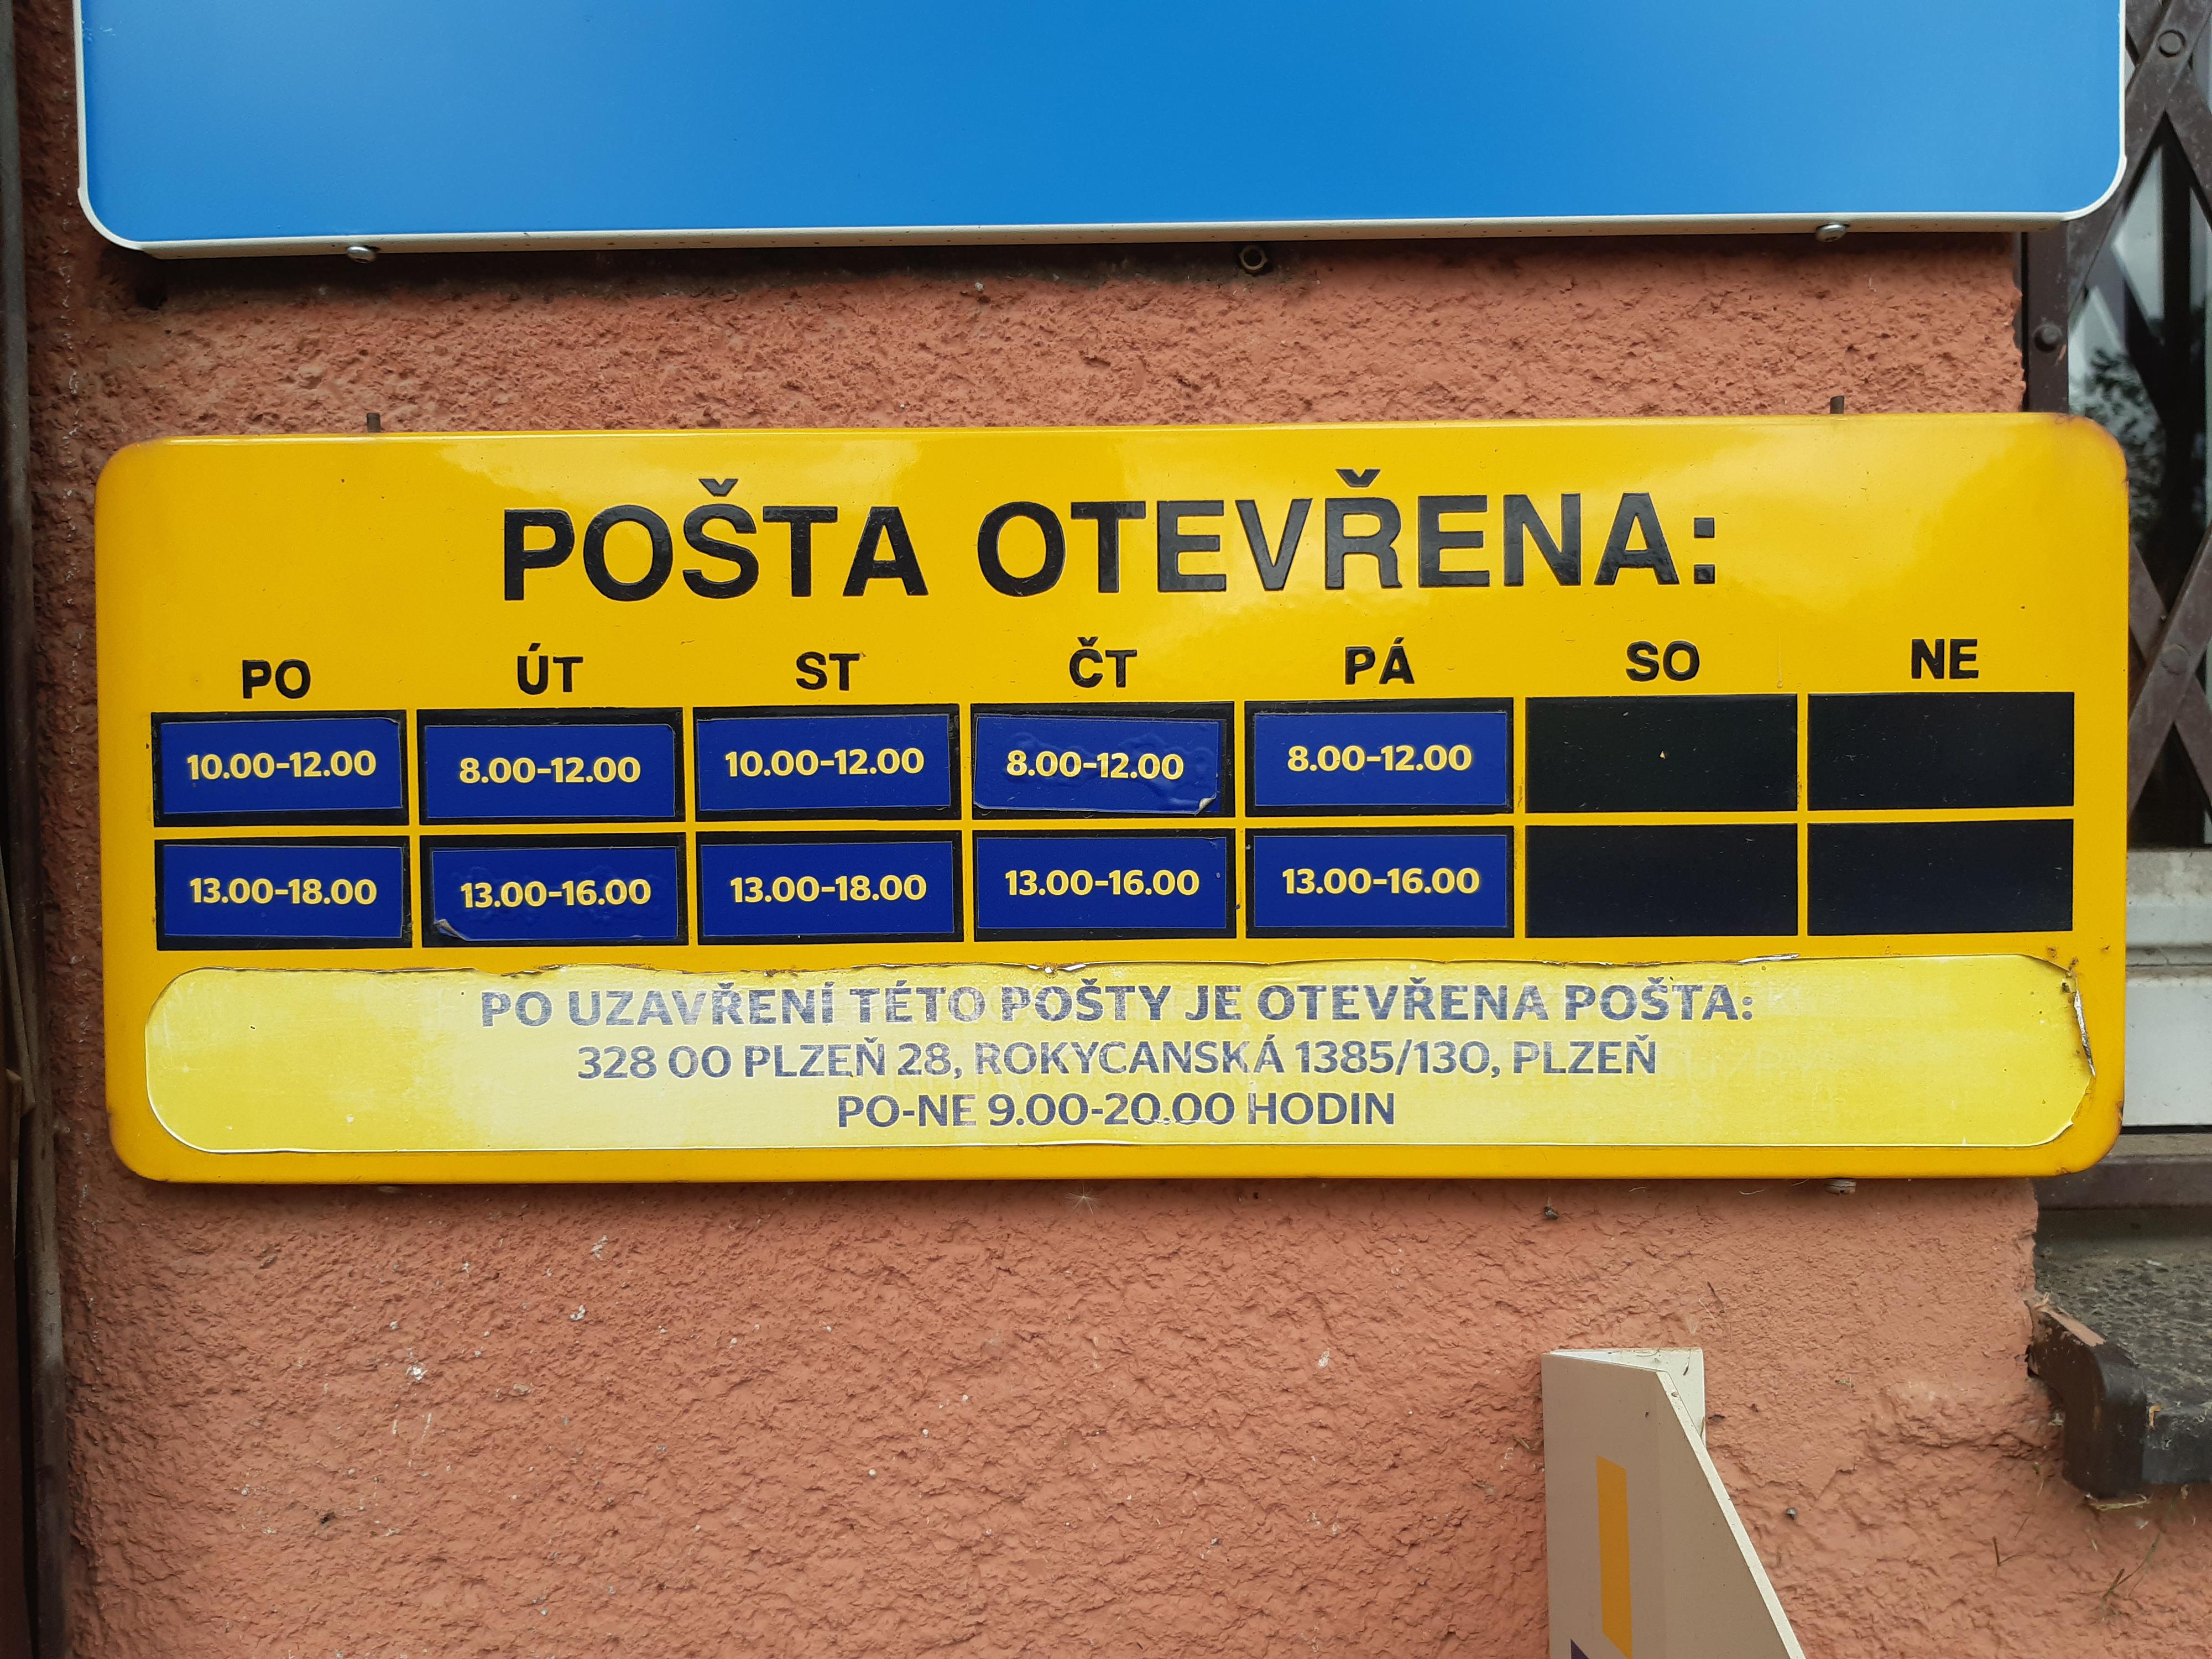 POŠTA OTEVŘENA:
PO ÚT ST ČT PÁ SO NE
10.00-12.00 8.00-12.00 10.00-12.00 8.00-12.00 8.00-12.00
13.00-18.00 13.00-16.00 13.00-18.00 13.00-16.00 13.00-16.00
PO UZAVŘENÍ TÉTO POŠTY JE OTEVŘENA POŠTA:
328 00 PLZEŇ 28, ROKYCANSKÁ 1385/130, PLZEŇ
PO-NE 9.00-20.00 HODIN